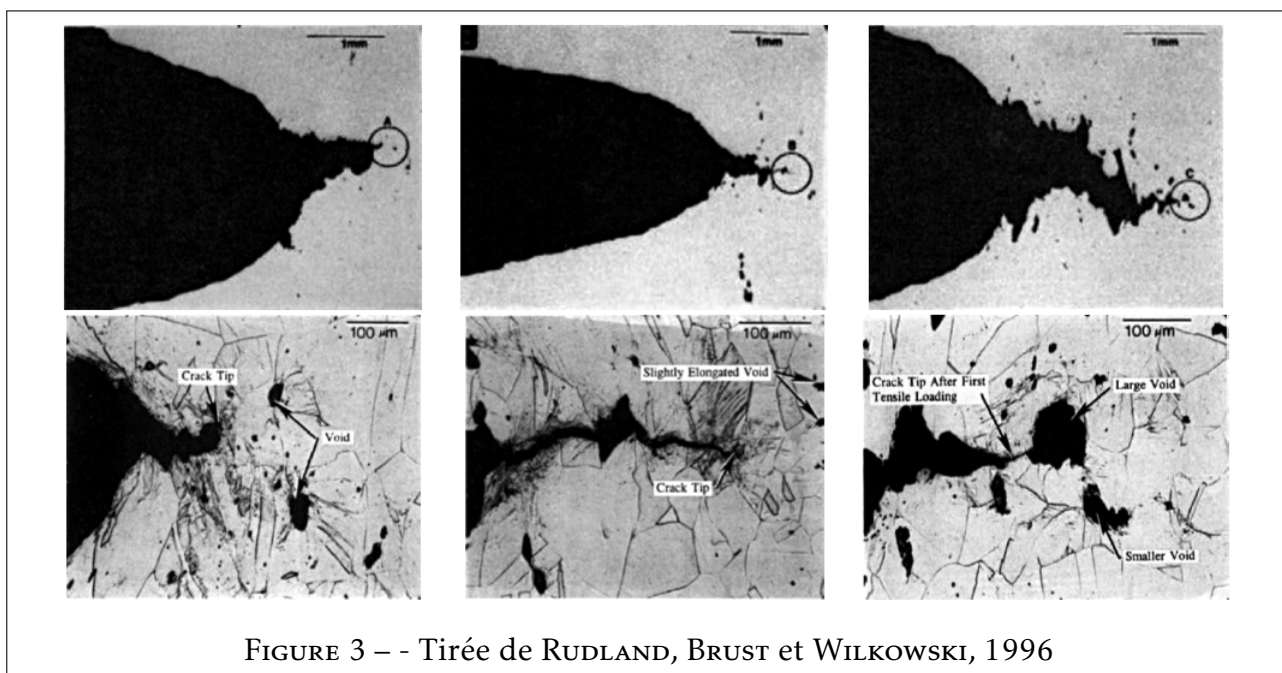 1mm
A
1mm
B
1mm
C
100 µm
Crack Tip
Void
100 µm
Slightly Elongated Void
Crack Tip
100 µm
Crack Tip After First
Tensile Loading
Large Void
Smaller Void
FIGURE 3 – - Tirée de RUDLAND, BRUST et WILKOWSKI, 1996